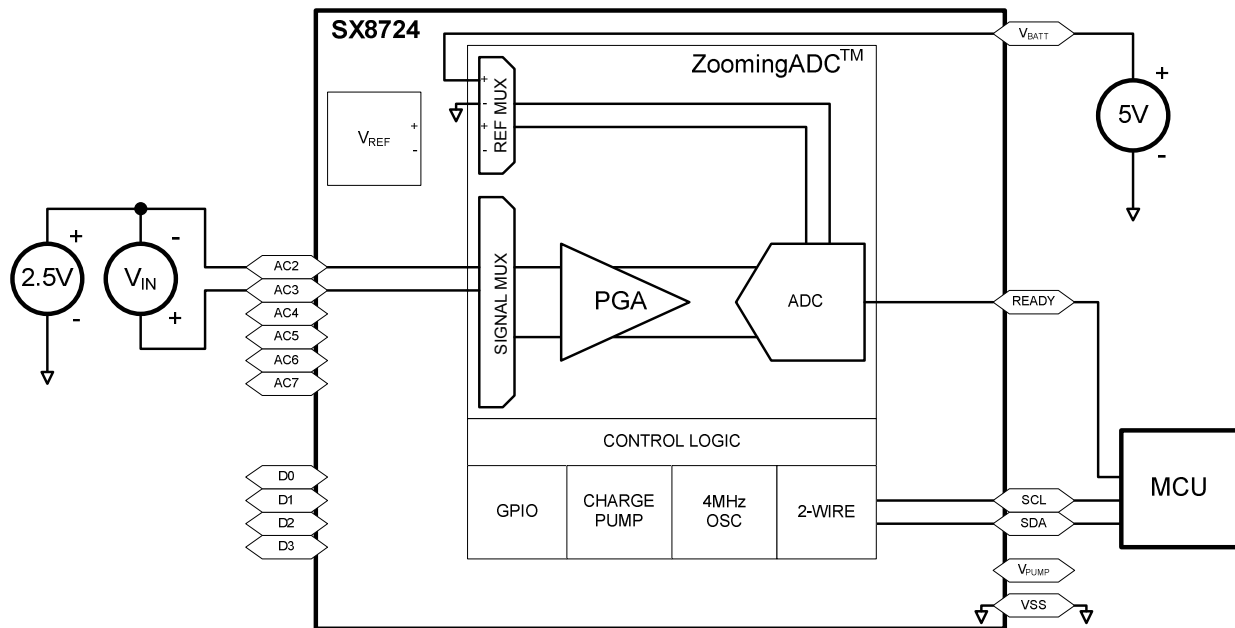 SX8724
ZoomingADC™
VBATT
+
-
+
-
REF MUX
VREF
+
-
+
5V
-
+
2.5V
-
-
VIN
+
AC2
AC3
AC4
AC5
AC6
AC7
SIGNAL MUX
PGA
ADC
READY
CONTROL LOGIC
D0
D1
D2
D3
GPIO
CHARGE
PUMP
4MHz
OSC
2-WIRE
SCL
SDA
MCU
VPUMP
VSS